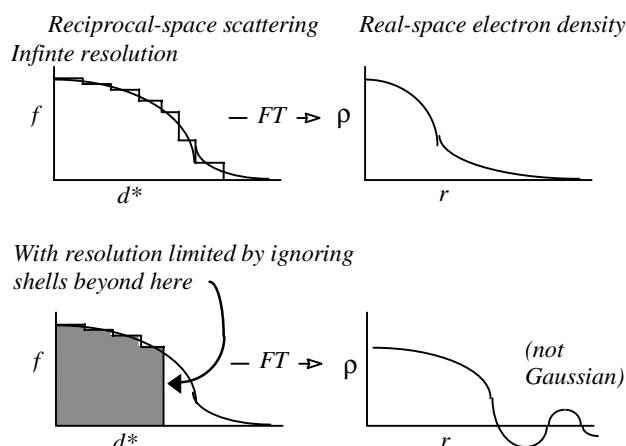 Reciprocal-space scattering
Real-space electron density
Infinte resolution
f
— FT →
ρ
d*
r
With resolution limited by ignoring
shells beyond here
f
— FT →
ρ
(not
Gaussian)
d*
r